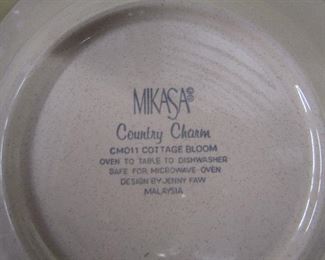 MIKASA®
Country Charm
CM011 COTTAGE BLOOM
OVEN TO TABLE TO DISHWASHER
SAFE FOR MICROWAVE OVEN
DESIGN BY JENNY FAW
MALAYSIA